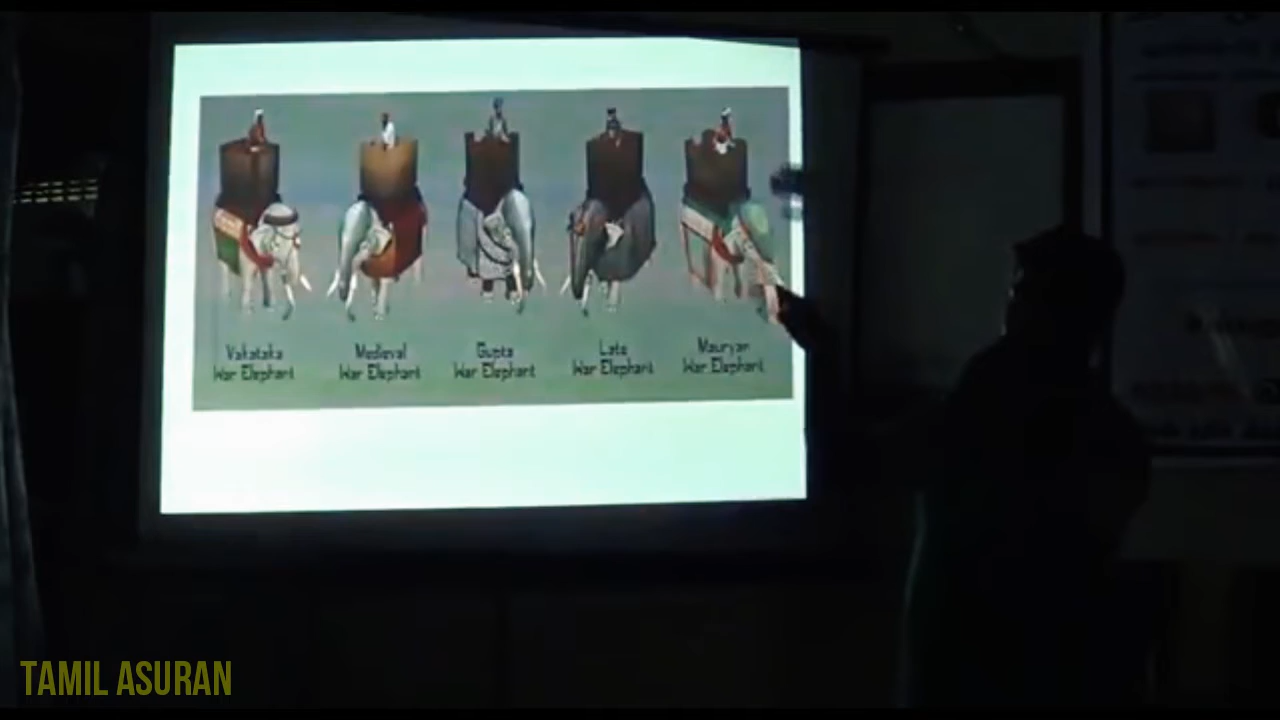 Vakataka
War Elephant
Medieval
War Elephant
Gupta
War Elephant
Late
War Elephant
Mauryan
War Elephant
TAMIL ASURAN